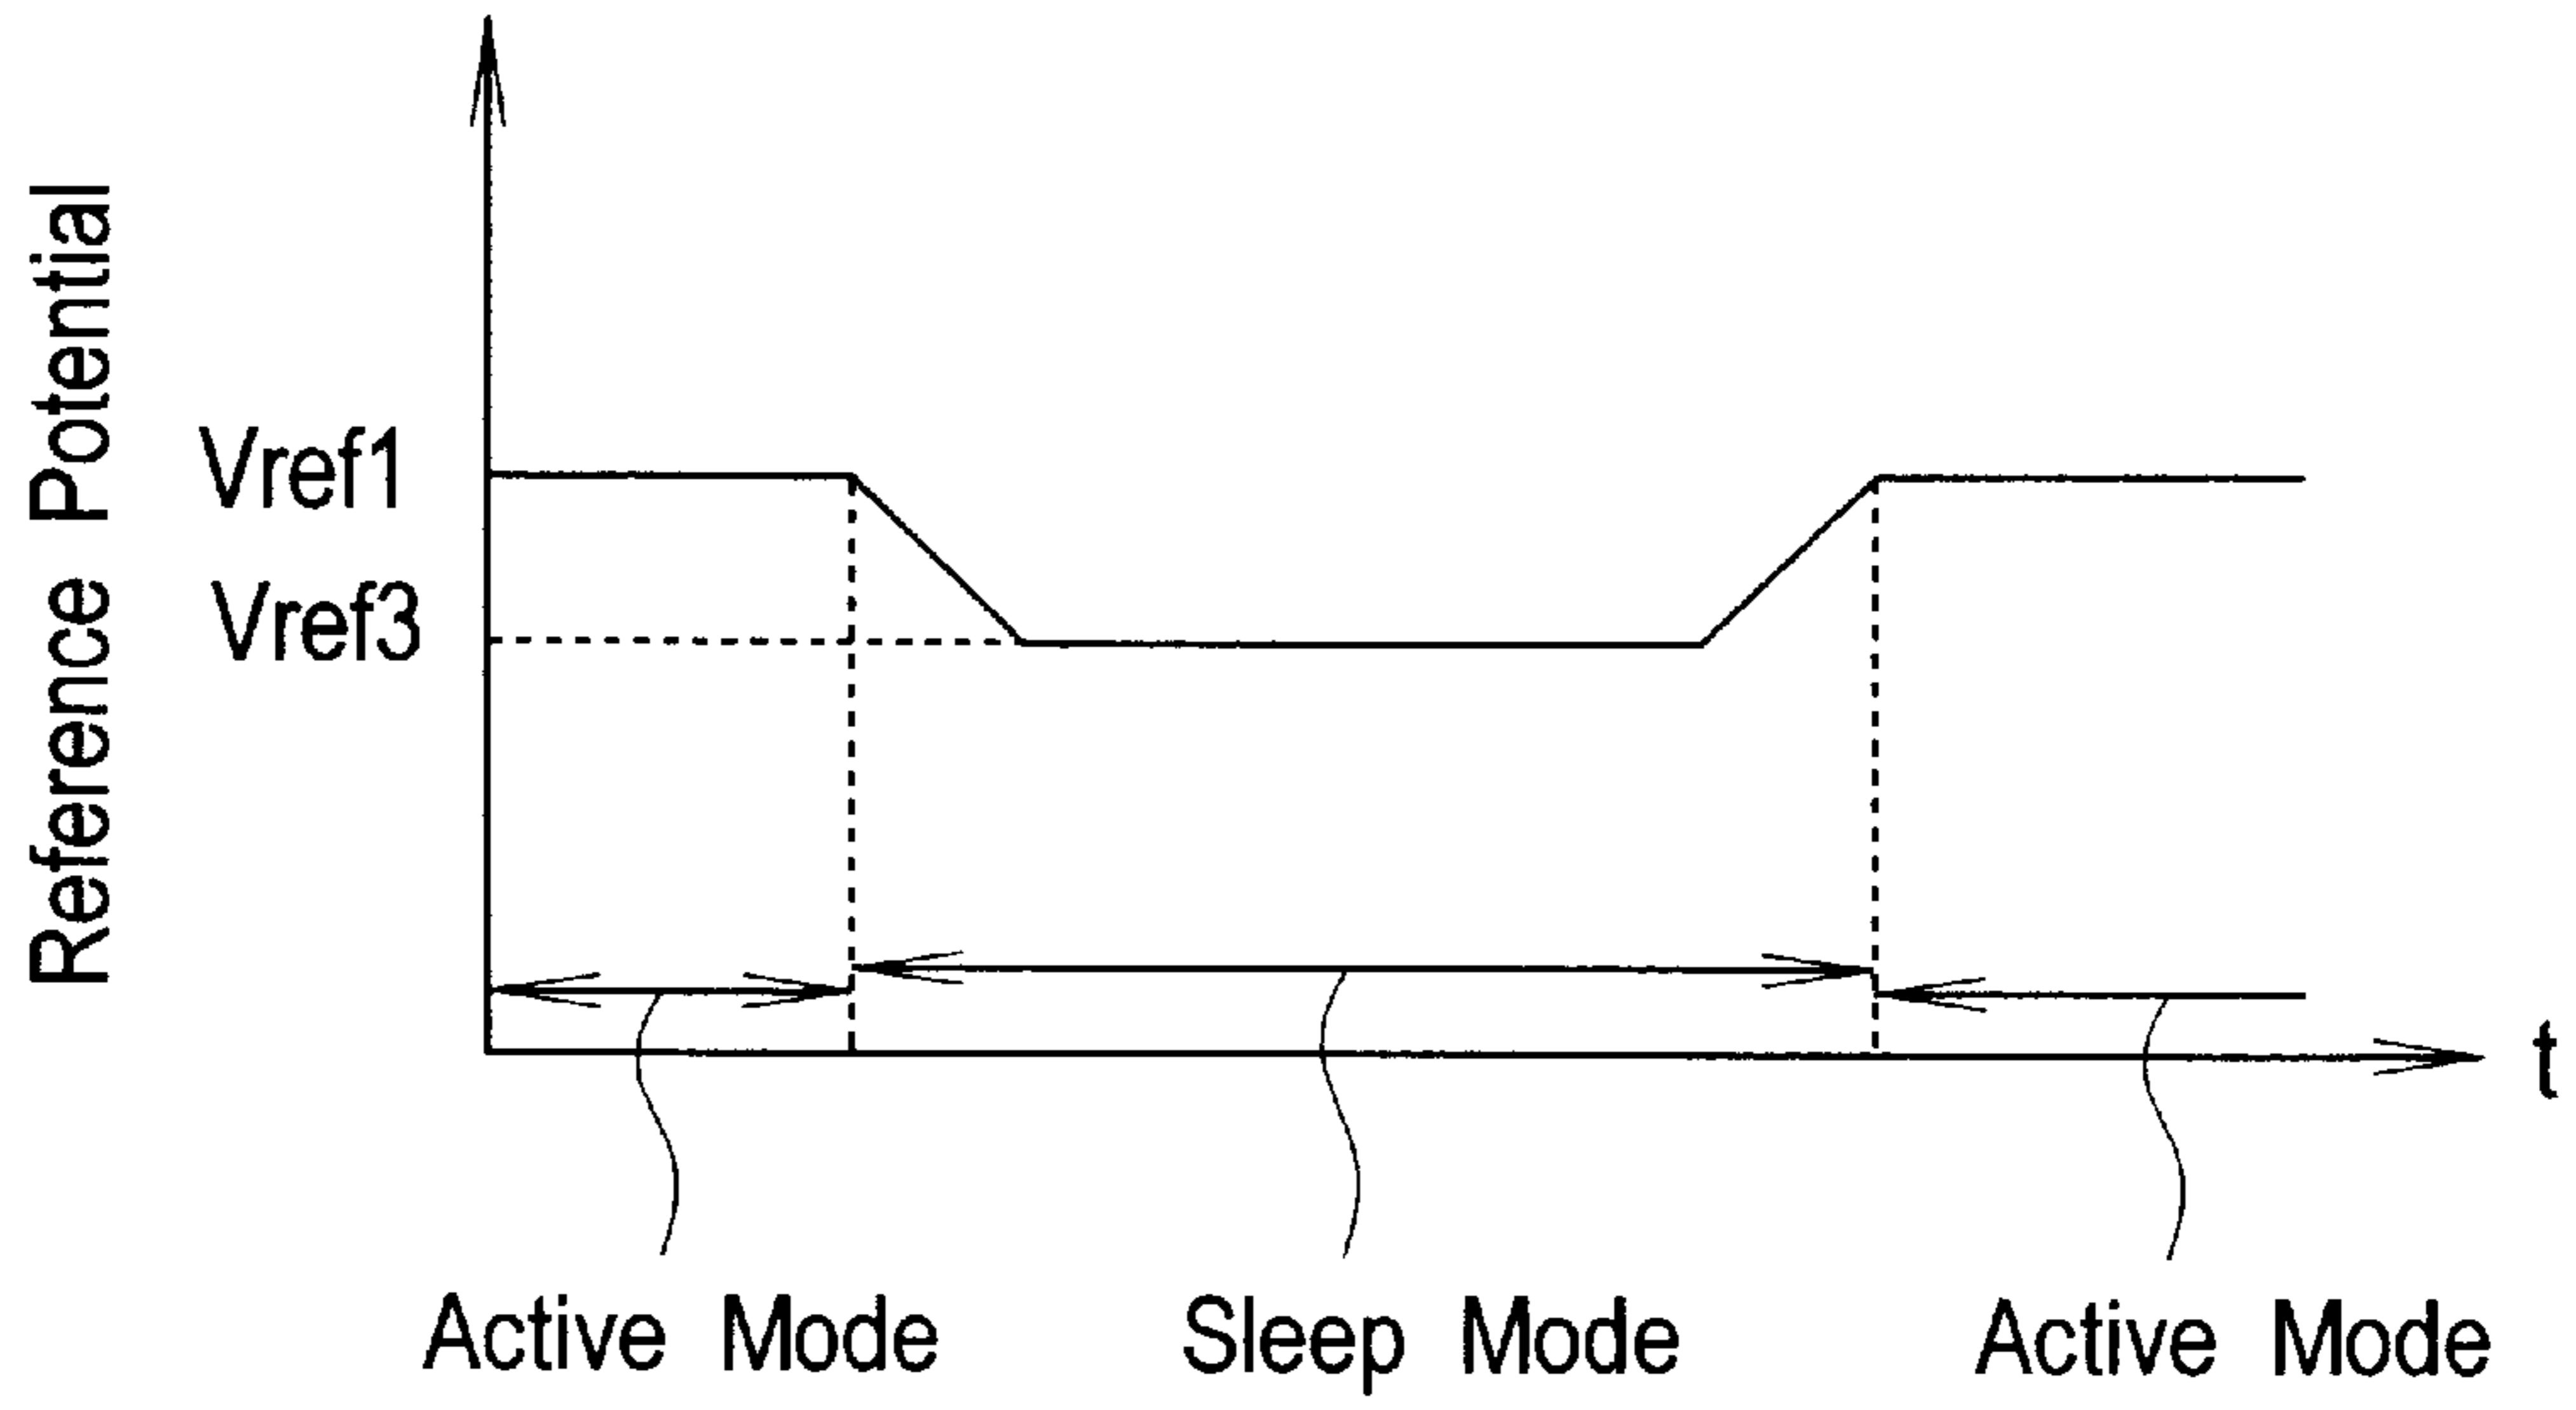 Reference Potential
Vref1
Vref3
t
Active Mode
Sleep Mode
Active Mode